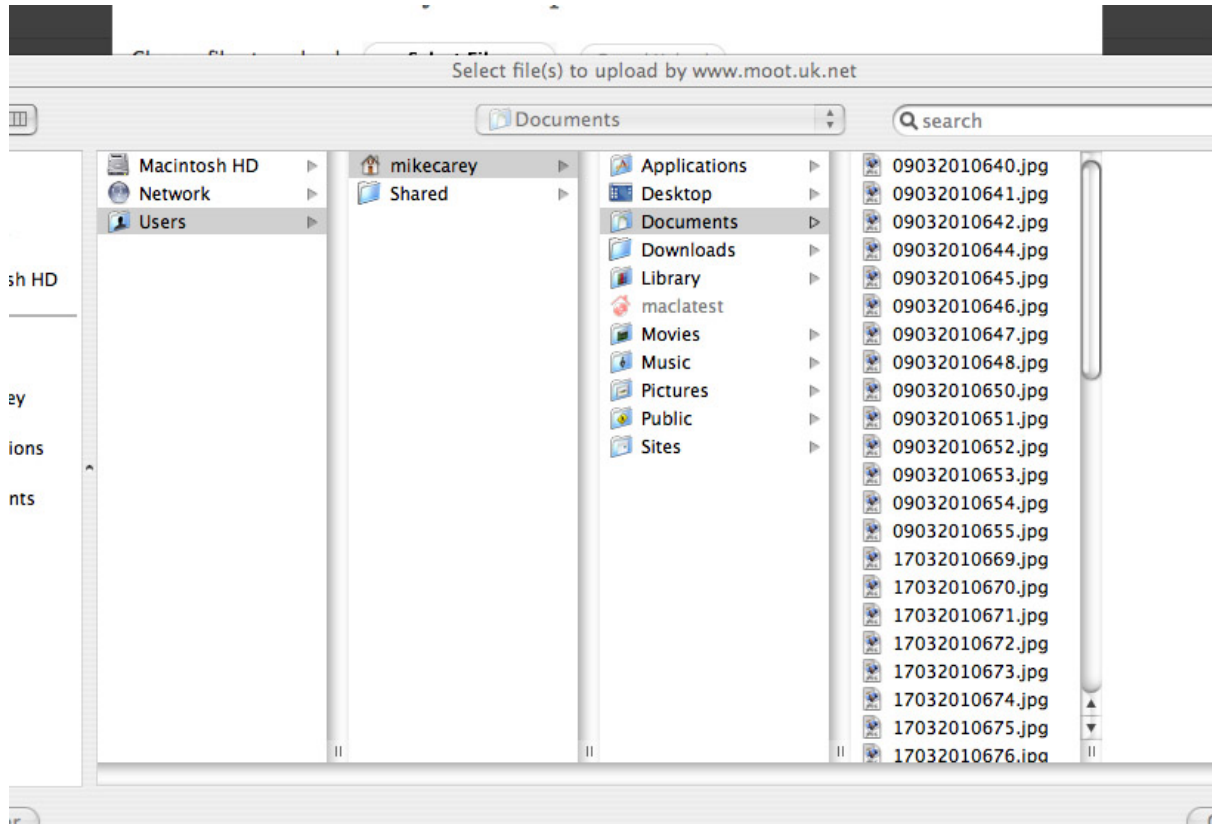 Select file(s) to upload by www.moot.uk.net
Documents
search
sh HD
ey
ions
nts
Macintosh HD
Network
Users
mikecarey
Shared
Applications
Desktop
Documents
Downloads
Library
maclatest
Movies
Music
Pictures
Public
Sites
09032010640.jpg
09032010641.jpg
09032010642.jpg
09032010644.jpg
09032010645.jpg
09032010646.jpg
09032010647.jpg
09032010648.jpg
09032010650.jpg
09032010651.jpg
09032010652.jpg
09032010653.jpg
09032010654.jpg
09032010655.jpg
17032010669.jpg
17032010670.jpg
17032010671.jpg
17032010672.jpg
17032010673.jpg
17032010674.jpg
17032010675.jpg
17032010676.jpg